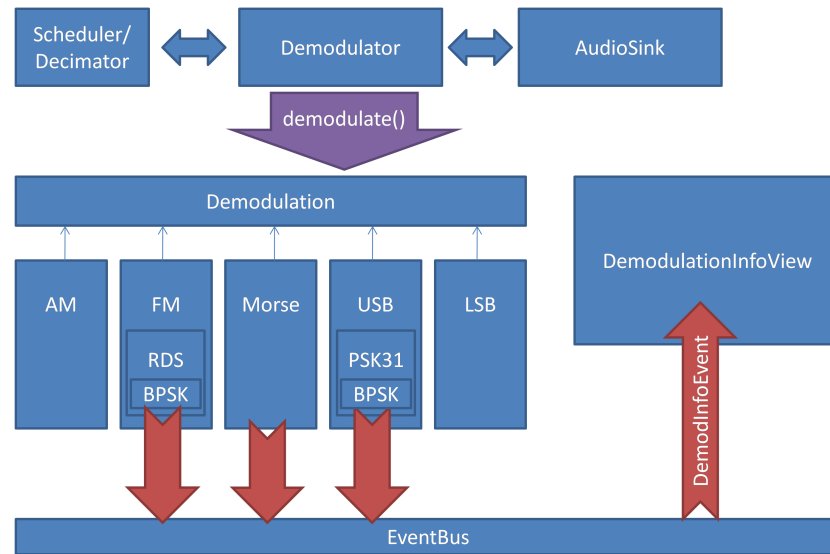 Scheduler/
Decimator
Demodulator
AudioSink
demodulate()
Demodulation
DemodulationInfoView
AM
FM
Morse
USB
LSB
RDS
PSK31
BPSK
BPSK
DemodInfoEvent
EventBus